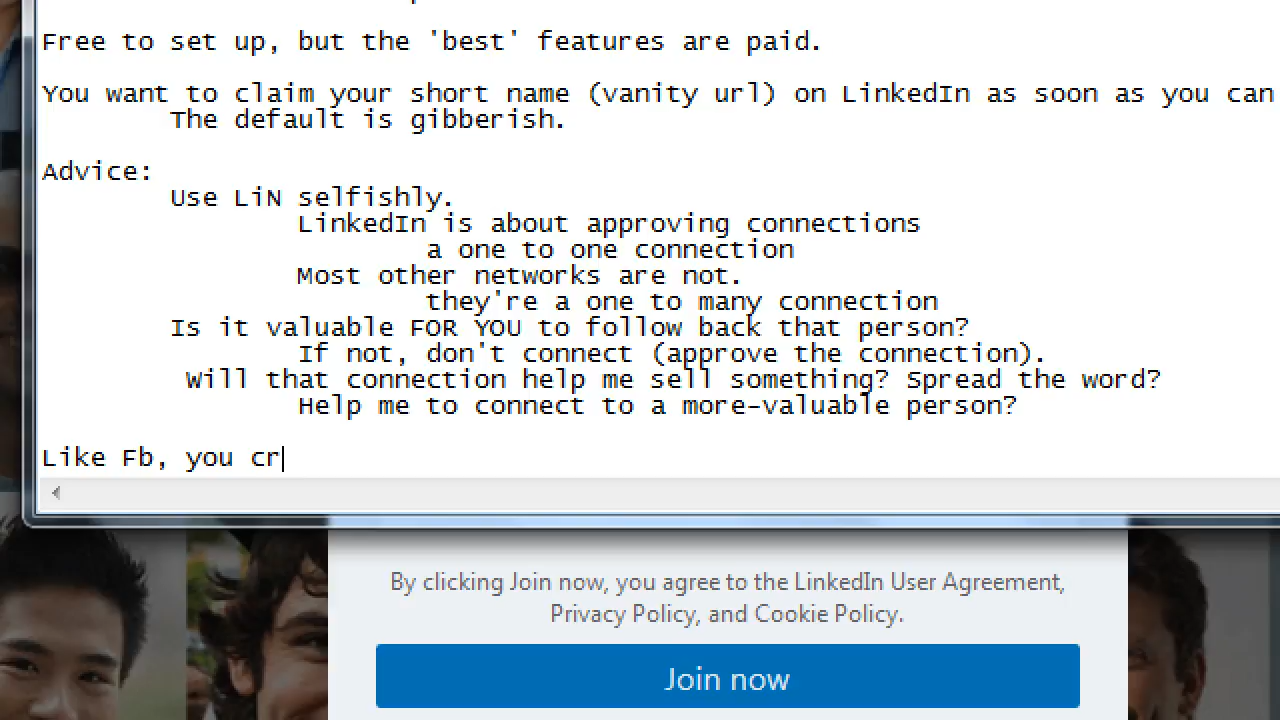 Free to set up, but the 'best' features are paid.
You want to claim your short name (vanity url) on LinkedIn as soon as you can
The default is gibberish.
Advice:
Use LiN selfishly.
LinkedIn is about approving connections
a one to one connection
Most other networks are not.
they're a one to many connection
Is it valuable FOR YOU to follow back that person?
If not, don't connect (approve the connection).
Will that connection help me sell something? Spread the word?
Help me to connect to a more-valuable person?
Like Fb, you cr
By clicking Join now, you agree to the LinkedIn User Agreement,
Privacy Policy, and Cookie Policy.
Join now